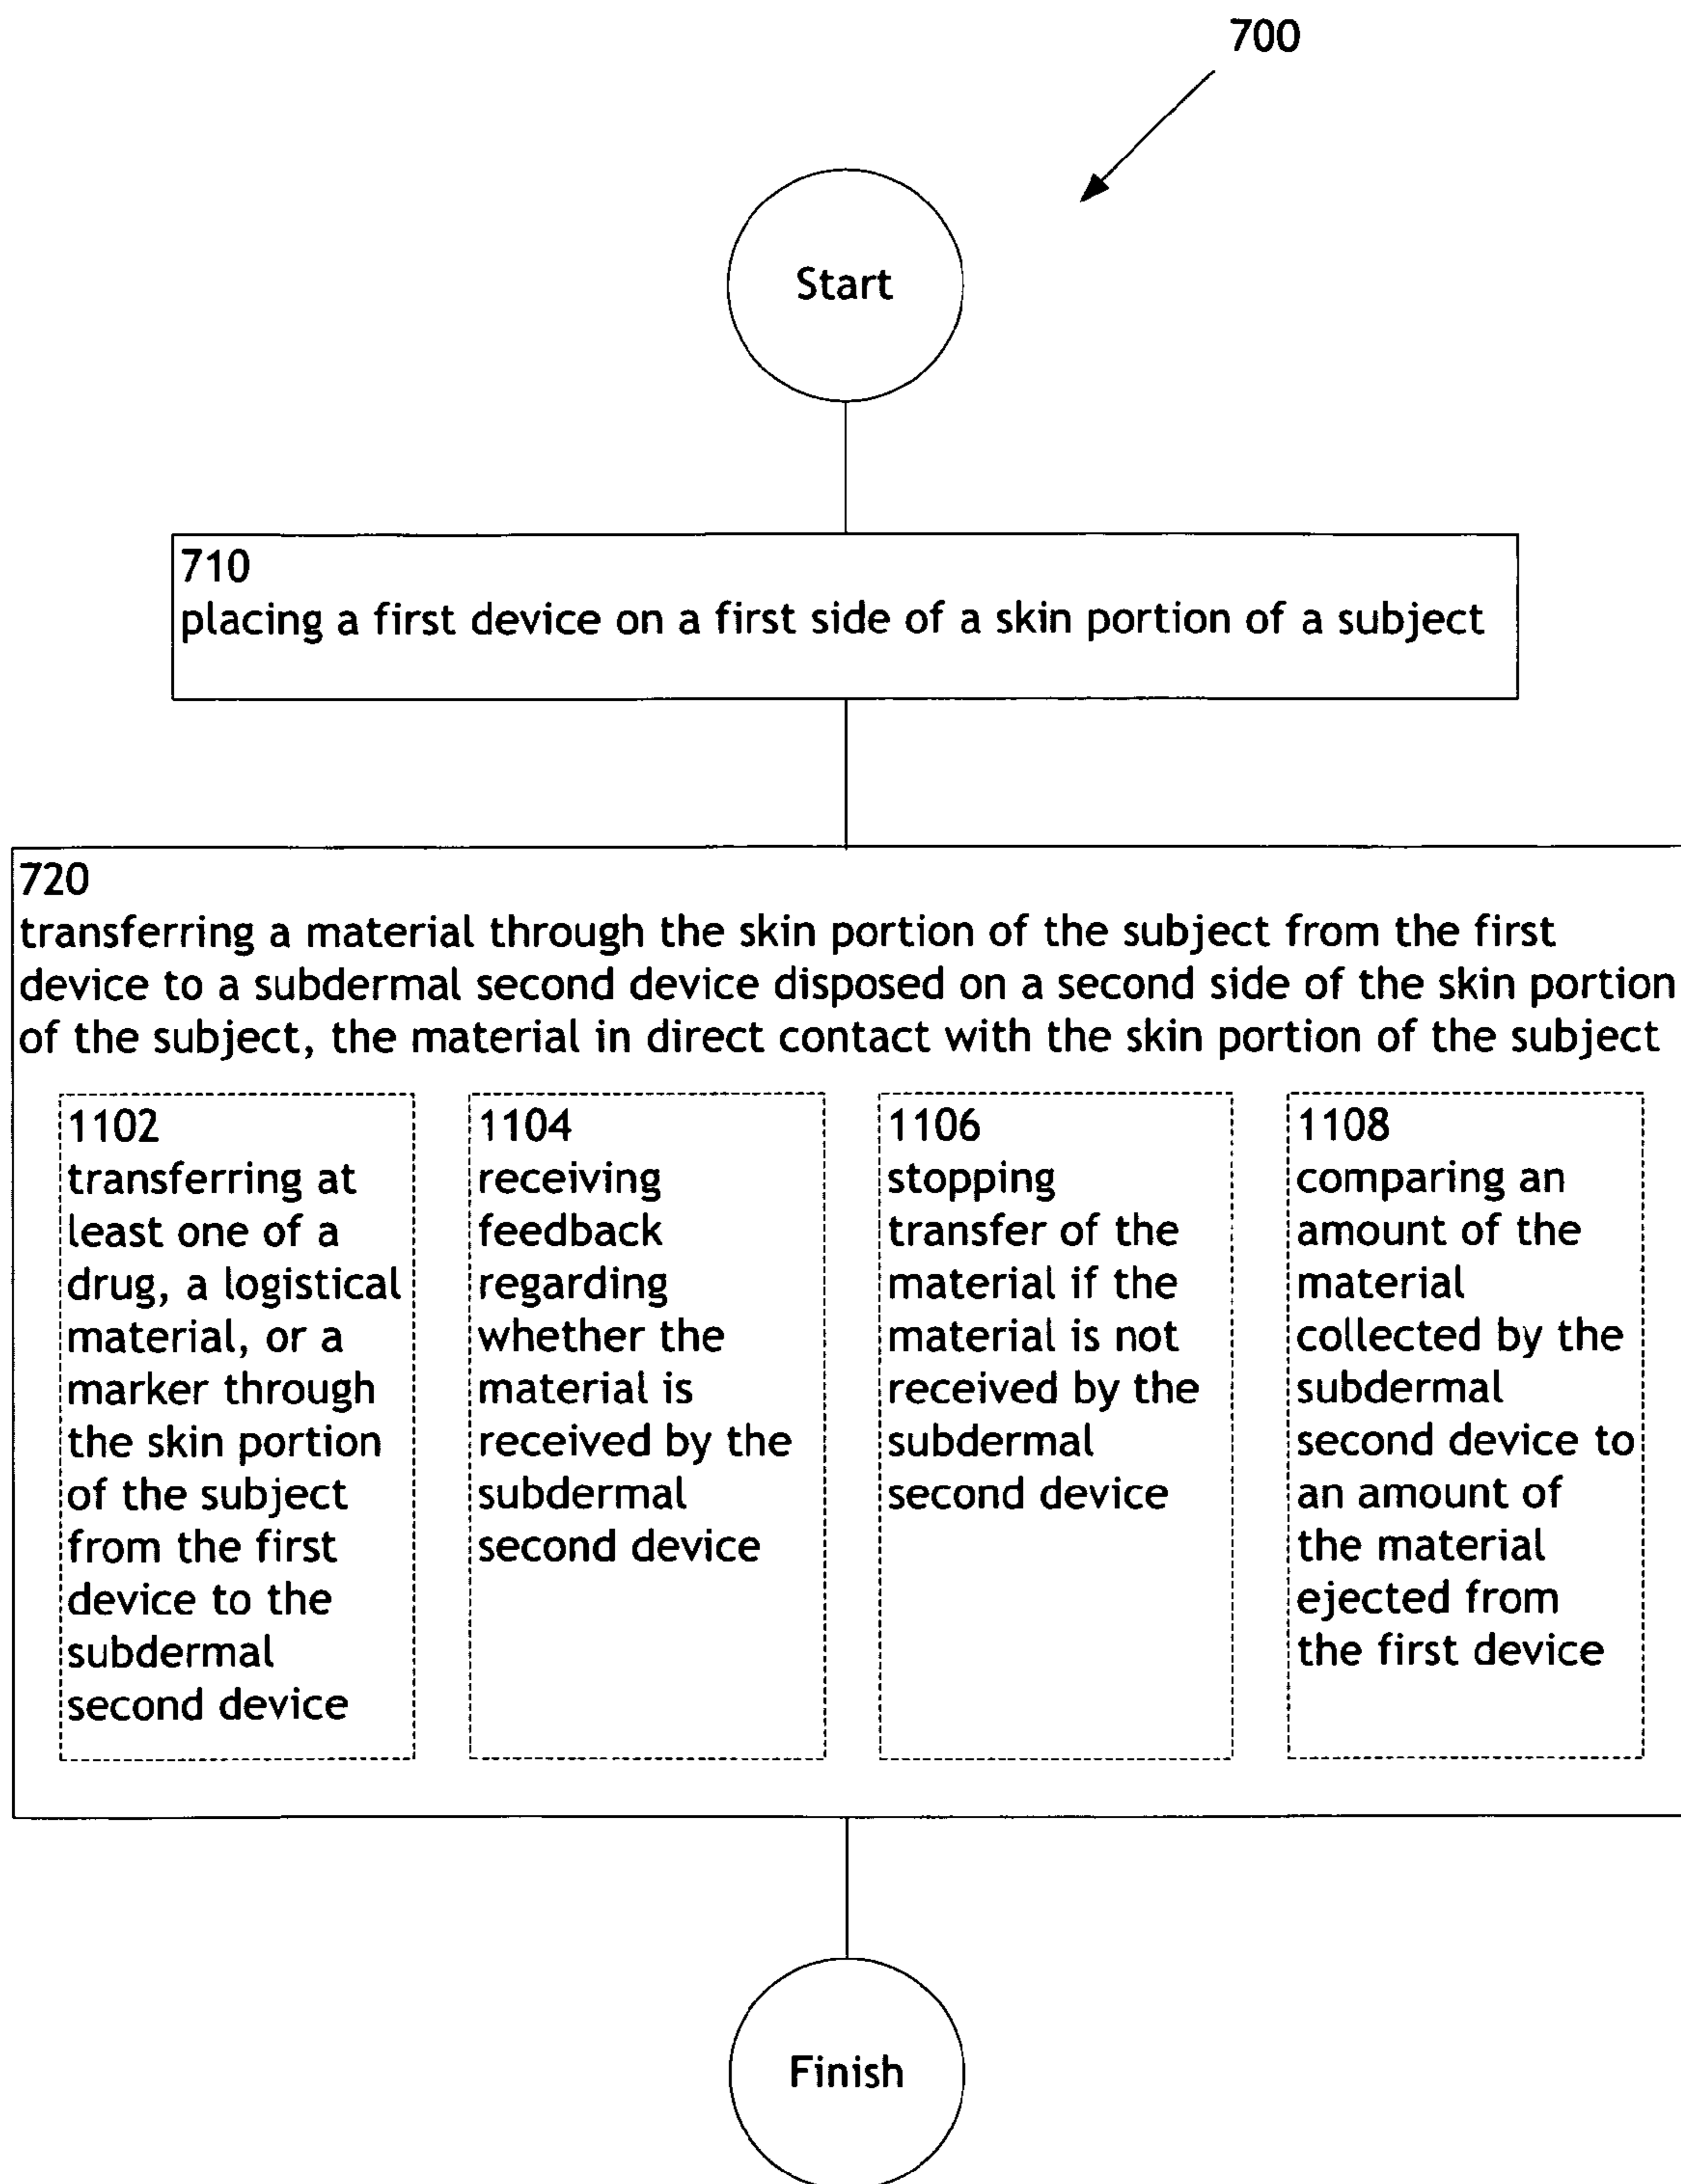 700
Start
710
placing a first device on a first side of a skin portion of a subject
720
transferring a material through the skin portion of the subject from the first
device to a subdermal second device disposed on a second side of the skin portion
of the subject, the material in direct contact with the skin portion of the subject
1102
transferring at
least one of a
drug, a logistical
material, or a
marker through
the skin portion
of the subject
from the first
device to the
subdermal
second device
1104
receiving
feedback
regarding
whether the
material is
received by the
subdermal
second device
1106
stopping
transfer of the
material if the
material is not
received by the
subdermal
second device
1108
comparing an
amount of the
material
collected by the
subdermal
second device to
an amount of
the material
ejected from
the first device
Finish